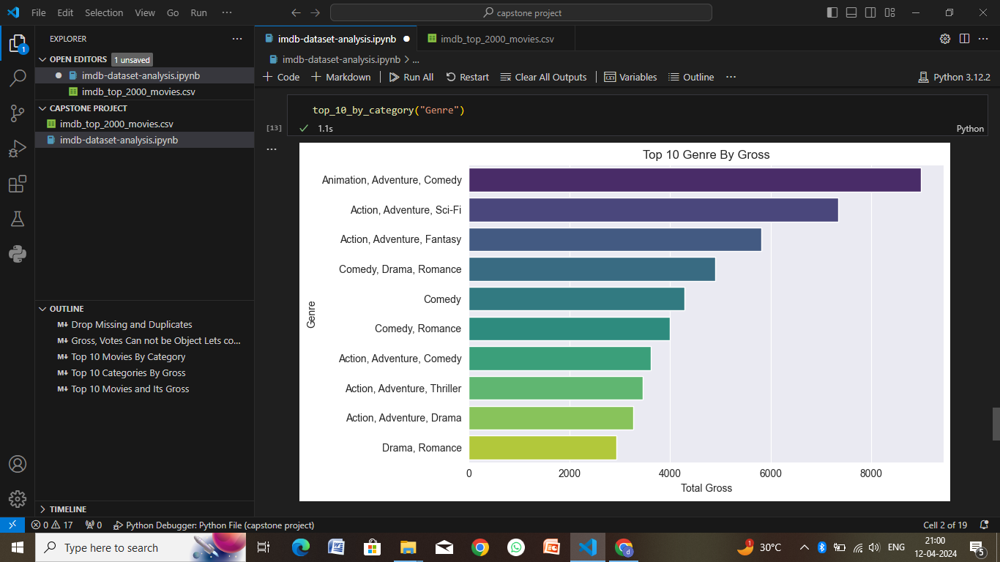 File Edit Selection View Go Run ··· capstone project
EXPLORER ···
OPEN EDITORS 1 unsaved
imdb-dataset-analysis.ipynb
imdb_top_2000_movies.csv
CAPSTONE PROJECT
imdb_top_2000_movies.csv
imdb-dataset-analysis.ipynb
OUTLINE
M↓ Drop Missing and Duplicates
M↓ Gross, Votes Can not be Object Lets co...
M↓ Top 10 Movies By Category
M↓ Top 10 Categories By Gross
M↓ Top 10 Movies and Its Gross
TIMELINE
1
imdb-dataset-analysis.ipynb imdb_top_2000_movies.csv
imdb-dataset-analysis.ipynb > ...
+ Code + Markdown Run All Restart Clear All Outputs Variables Outline ··· Python 3.12.2
top_10_by_category("Genre")
[13] 1.1s Python
Top 10 Genre By Gross
Genre
Animation, Adventure, Comedy
Action, Adventure, Sci-Fi
Action, Adventure, Fantasy
Comedy, Drama, Romance
Comedy
Comedy, Romance
Action, Adventure, Comedy
Action, Adventure, Thriller
Action, Adventure, Drama
Drama, Romance
0 2000 4000 6000 8000
Total Gross
0 17 0 Python Debugger: Python File (capstone project) Cell 2 of 19
Type here to search 1 30°C ENG 21:00
12-04-2024 5